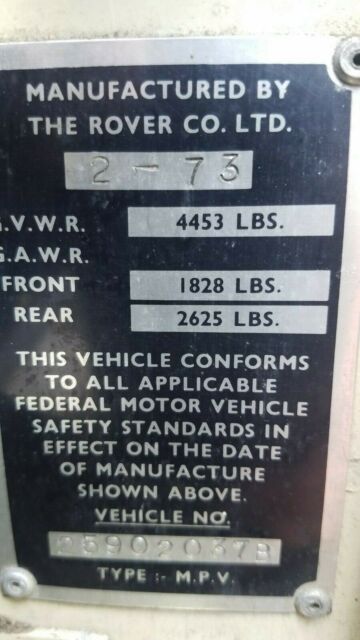 MANUFACTURED BY
THE ROVER CO. LTD.
2-73
.V.W.R. 4453 LBS.
.A.W.R.
FRONT 1828 LBS.
REAR 2625 LBS.
THIS VEHICLE CONFORMS
TO ALL APPLICABLE
FEDERAL MOTOR VEHICLE
SAFETY STANDARDS IN
EFFECT ON THE DATE
OF MANUFACTURE
SHOWN ABOVE.
VEHICLE NO.
25902037B
TYPE :- M.P.V.